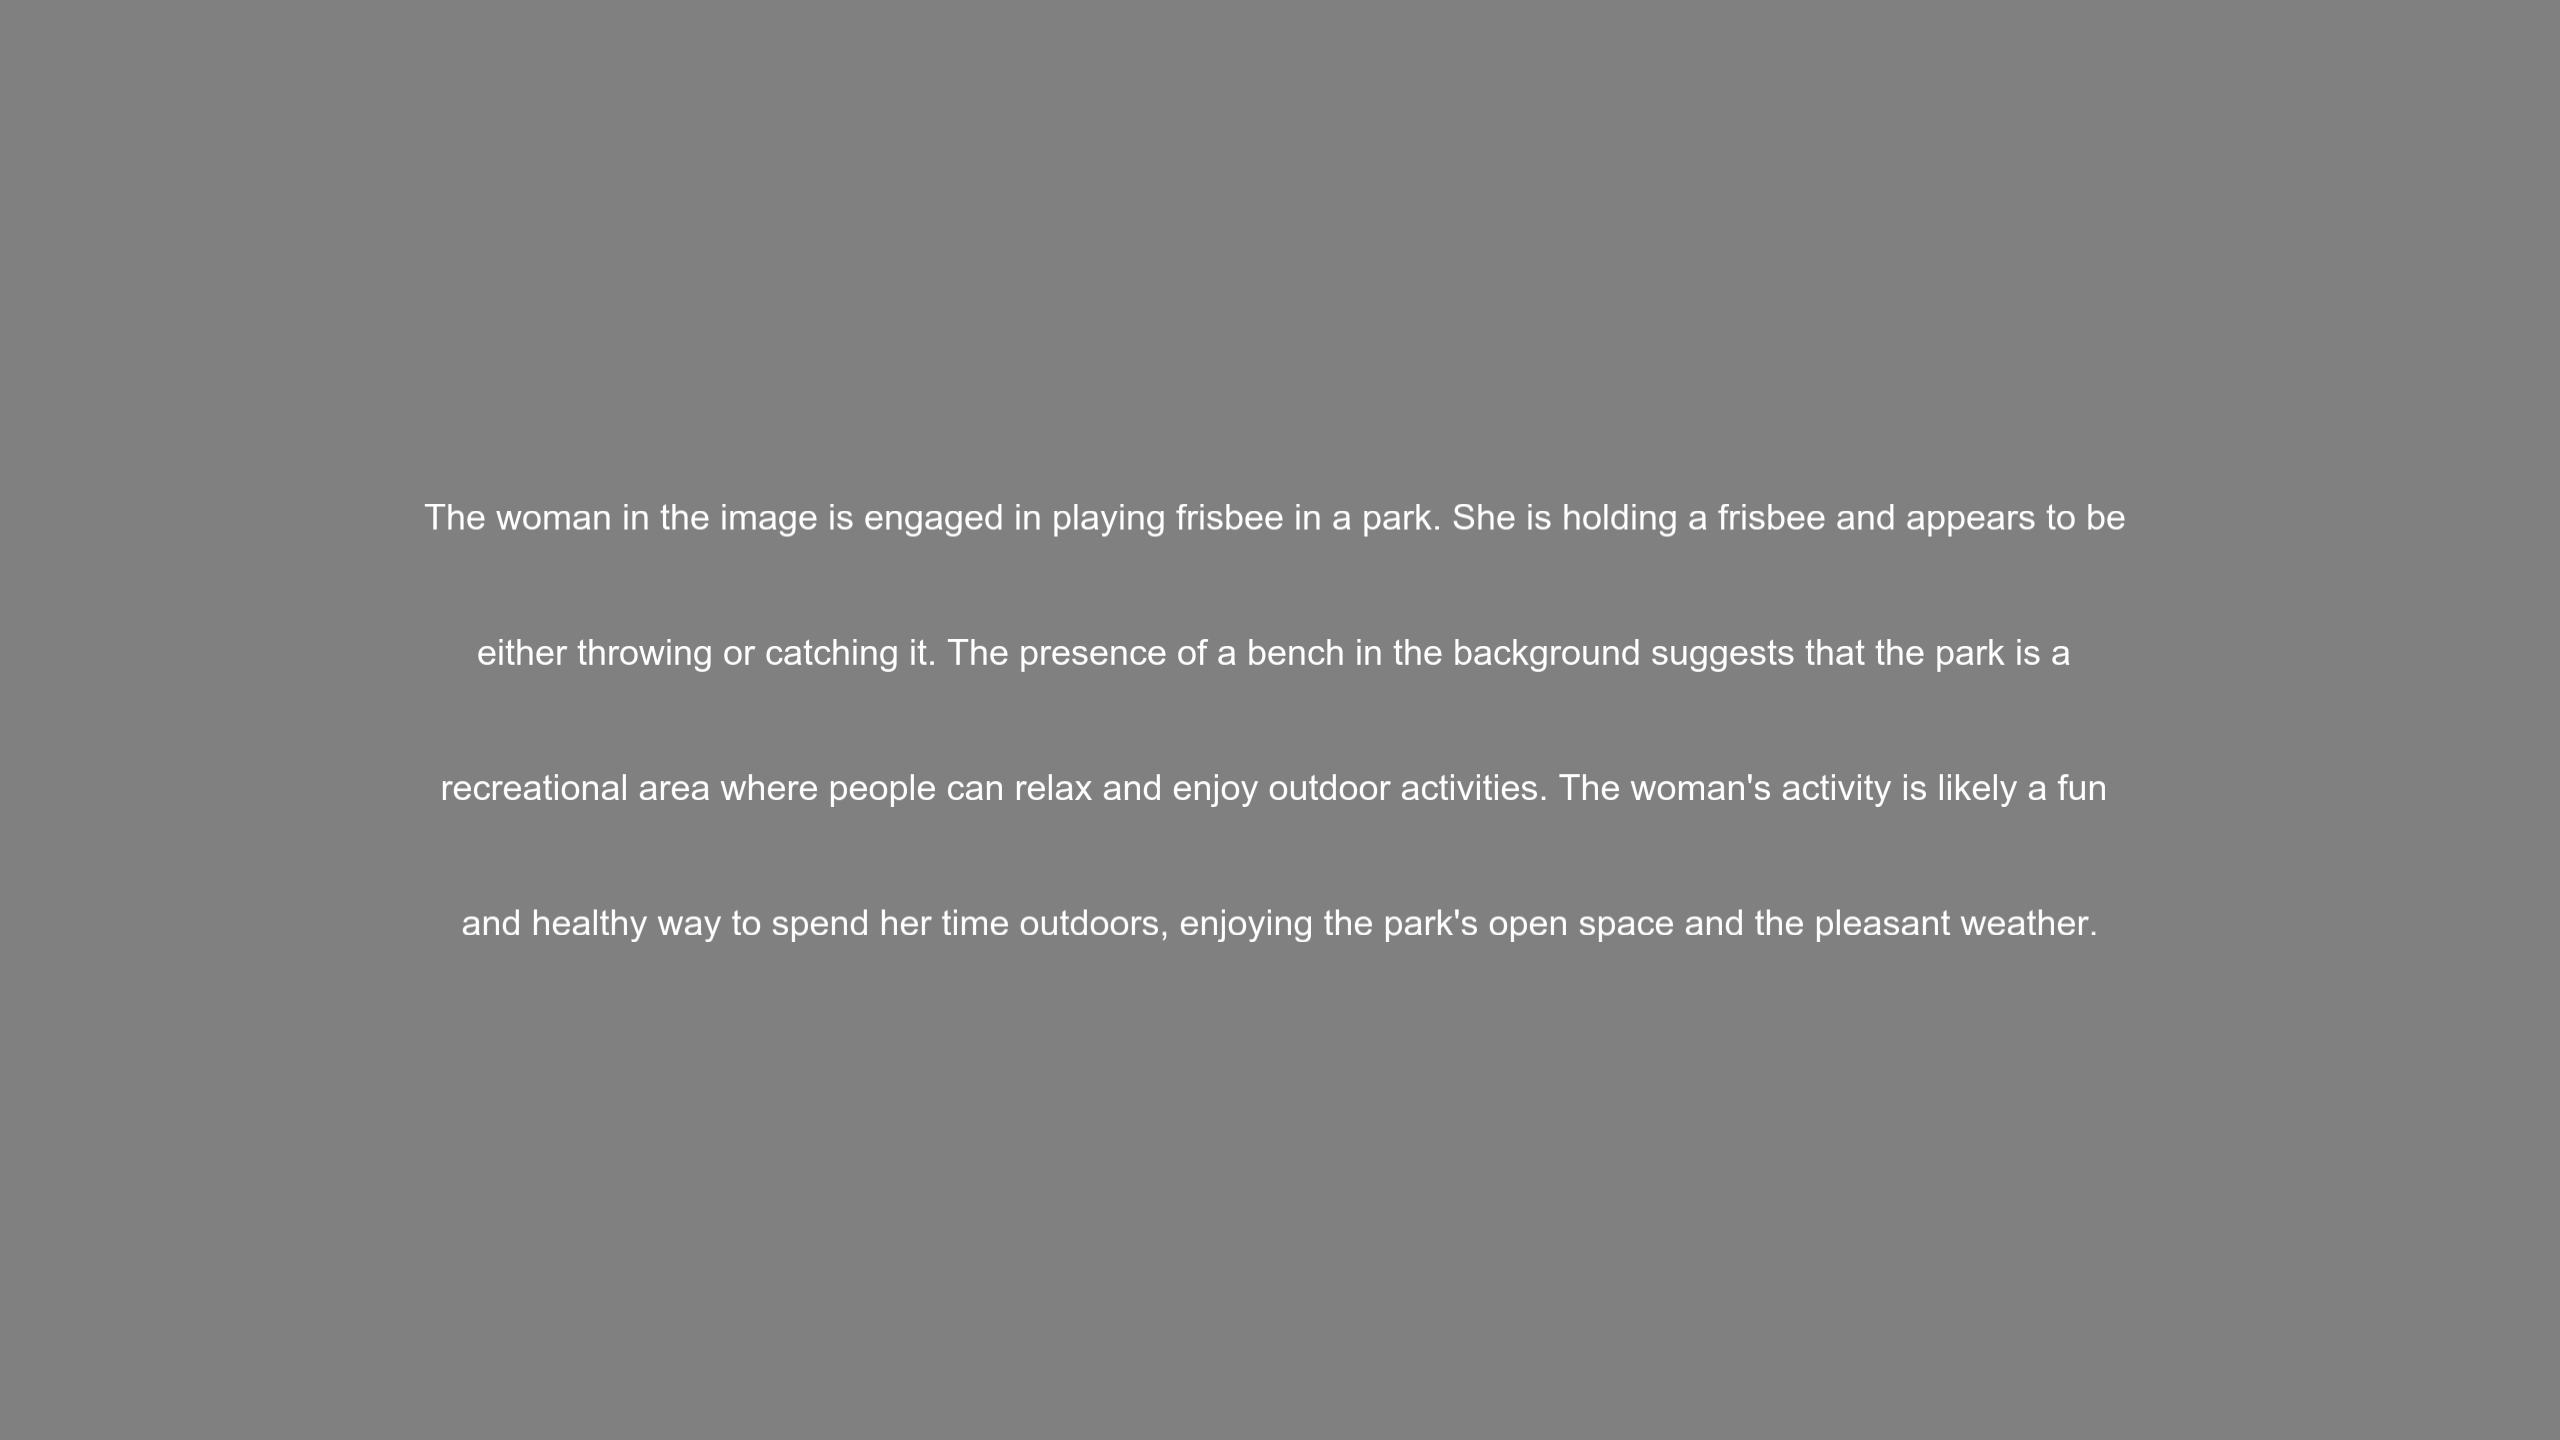 The woman in the image is engaged in playing frisbee in a park. She is holding a frisbee and appears to be
either throwing or catching it. The presence of a bench in the background suggests that the park is a
recreational area where people can relax and enjoy outdoor activities. The woman's activity is likely a fun
and healthy way to spend her time outdoors, enjoying the park's open space and the pleasant weather.